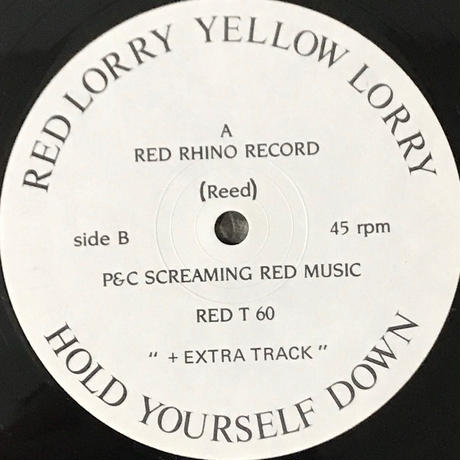 RED LORRY YELLOW LORRY
A
RED RHINO RECORD
(Reed)
side B
45 rpm
P&C SCREAMING RED MUSIC
RED T 60
" + EXTRA TRACK "
HOLD YOURSELF DOWN